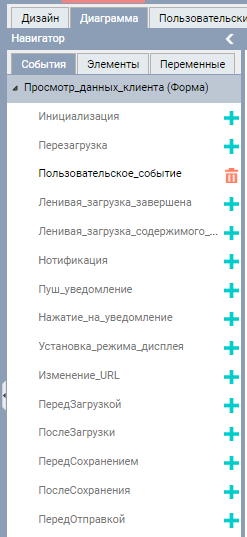 Дизайн Диаграмма Пользовательски
Навигатор
События Элементы Переменные
Просмотр_данных_клиента (Форма)
Инициализация
Перезагрузка
Пользовательское_событие
Ленивая_загрузка_завершена
Ленивая_загрузка_содержимого_...
Нотификация
Пуш_уведомление
Нажатие_на_уведомление
Установка_режима_дисплея
Изменение_URL
ПередЗагрузкой
ПослеЗагрузки
ПередСохранением
ПослеСохранения
ПередОтправкой